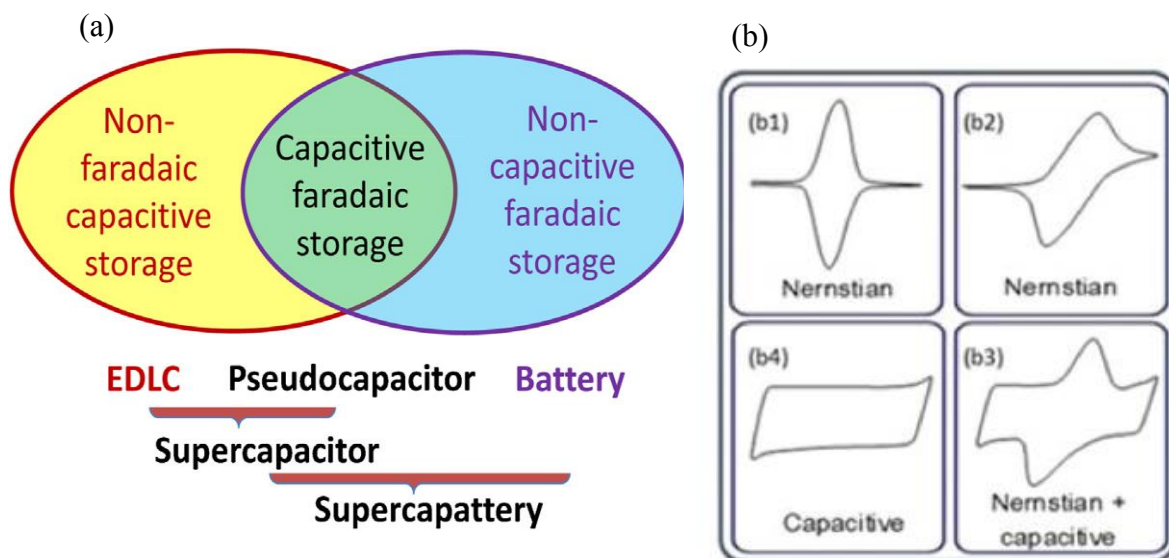 (a)
Non-
faradaic
capacitive
storage
Capacitive
faradaic
storage
Non-
capacitive
faradaic
storage
EDLC Pseudocapacitor Battery
Supercapacitor
Supercapattery
(b)
(b1)
Nernstian
(b2)
Nernstian
(b4)
Capacitive
(b3)
Nernstian +
capacitive